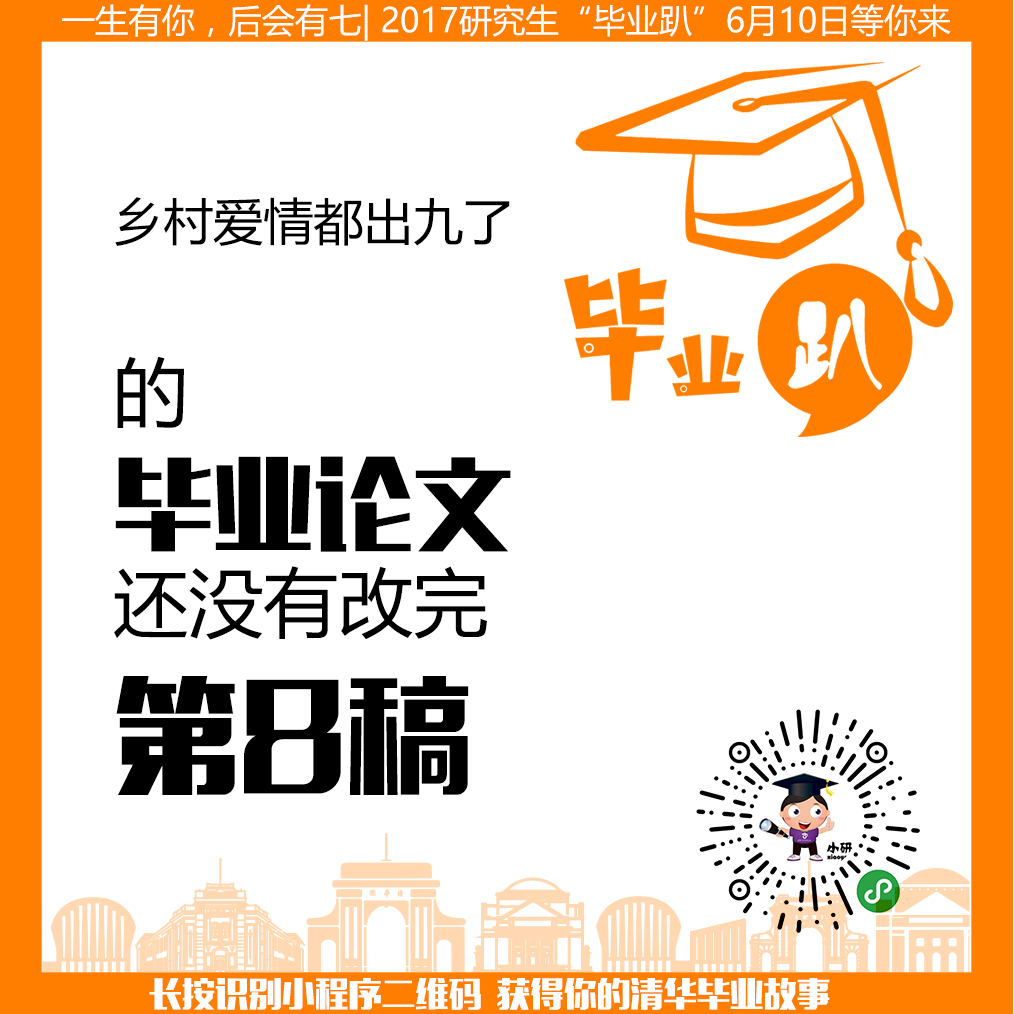 一生有你，后会有七| 2017研究生“毕业趴”6月10日等你来
毕业趴
乡村爱情都出九了
的
毕业论文
还没有改完
第8稿
小研
长按识别小程序二维码 获得你的清华毕业故事